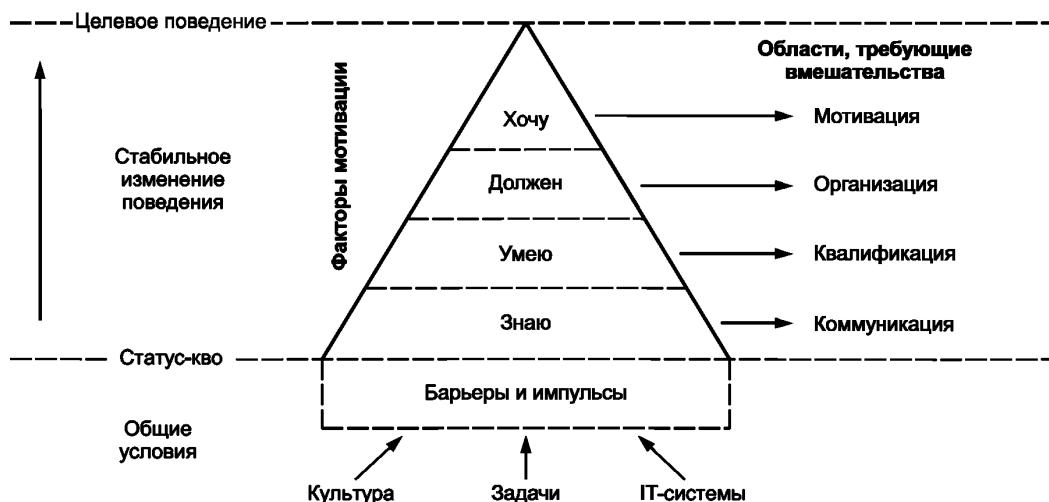 Целевое поведение
Области, требующие
вмешательства
Факторы мотивации
Хочу
Мотивация
Стабильное
изменение
поведения
Должен
Организация
Умею
Квалификация
Знаю
Коммуникация
Статус-кво
Барьеры и импульсы
Общие
условия
Культура
Задачи
IT-системы